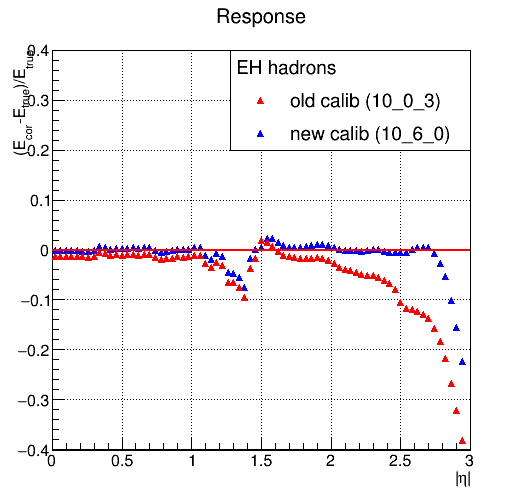 Response
(E_cor-E_true)/E_true
EH hadrons
old calib (10_0_3)
new calib (10_6_0)
0.4
0.3
0.2
0.1
0
−0.1
−0.2
−0.3
−0.4
0 0.5 1 1.5 2 2.5 3
|η|